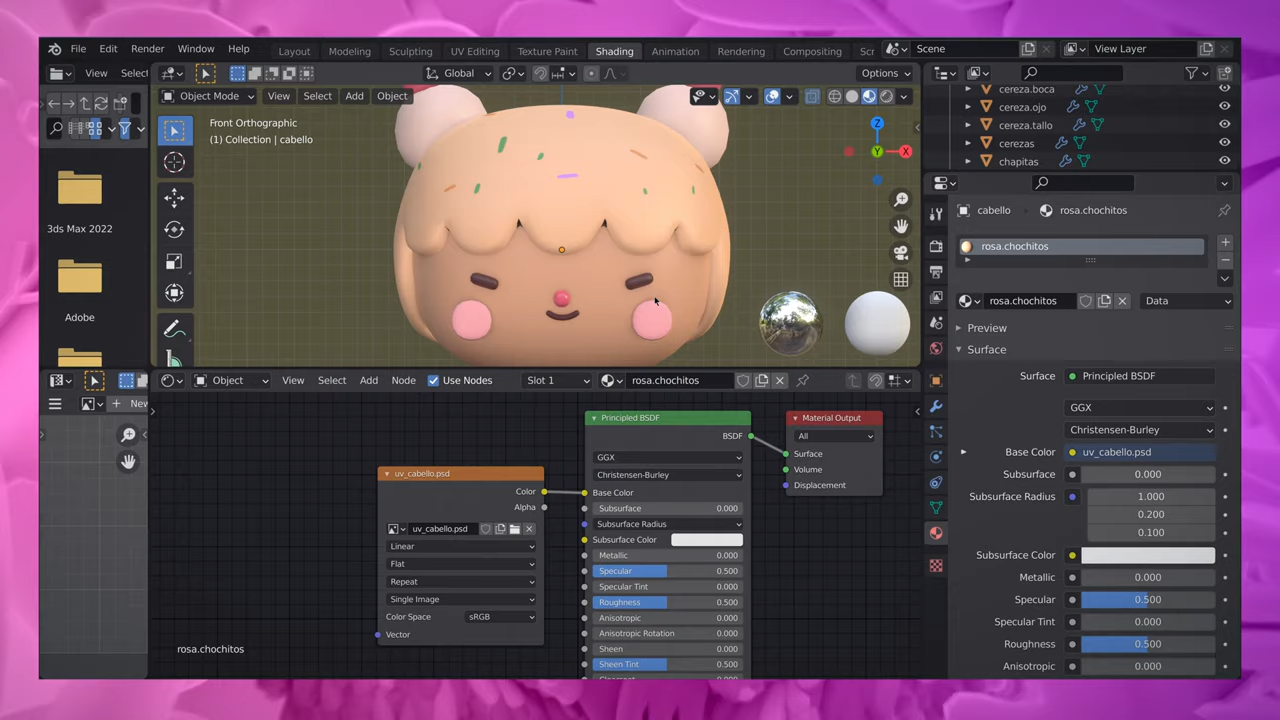 File Edit Render Window Help Layout Modeling Sculpting UV Editing Texture Paint Shading Animation Rendering Compositing Scr Scene View Layer
View Select Global Options
Object Mode View Select Add Object
Front Orthographic
(1) Collection | cabello
Z
Y X
3ds Max 2022
Adobe
cereza.boca
cereza.ojo
cereza.tallo
cerezas
chapitas
cabello rosa.chochitos
rosa.chochitos
rosa.chochitos Data
Preview
Surface
Surface Principled BSDF
GGX
Christensen-Burley
Base Color uv_cabello.psd
Subsurface 0.000
Subsurface Radius 1.000
0.200
0.100
Subsurface Color
Metallic 0.000
Specular 0.500
Specular Tint 0.000
Roughness 0.500
Anisotropic 0.000
Object View Select Add Node Use Nodes Slot 1 rosa.chochitos
New
uv_cabello.psd
Color
Alpha
uv_cabello.psd
Linear
Flat
Repeat
Single Image
Color Space sRGB
Vector
rosa.chochitos
Principled BSDF
BSDF
GGX
Christensen-Burley
Base Color
Subsurface 0.000
Subsurface Radius
Subsurface Color
Metallic 0.000
Specular 0.500
Specular Tint 0.000
Roughness 0.500
Anisotropic 0.000
Anisotropic Rotation 0.000
Sheen 0.000
Sheen Tint 0.500
Material Output
All
Surface
Volume
Displacement